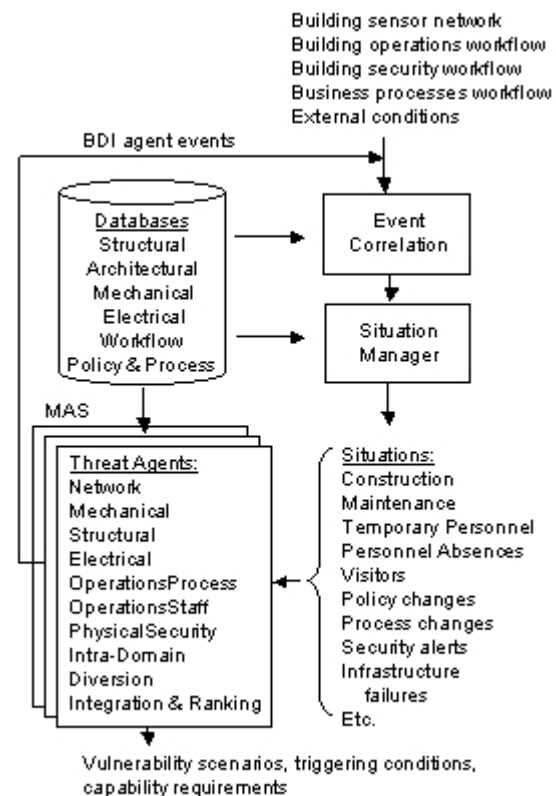 Building sensor network
Building operations workflow
Building security workflow
Business processes workflow
External conditions
BDI agent events
Databases
Structural
Architectural
Mechanical
Electrical
Workflow
Policy & Process
Event
Correlation
Situation
Manager
MAS
Threat Agents:
Network
Mechanical
Structural
Electrical
OperationsProcess
OperationsStaff
PhysicalSecurity
Intra-Domain
Diversion
Integration & Ranking
Situations:
Construction
Maintenance
Temporary Personnel
Personnel Absences
Visitors
Policy changes
Process changes
Security alerts
Infrastructure
failures
Etc.
Vulnerability scenarios, triggering conditions,
capability requirements